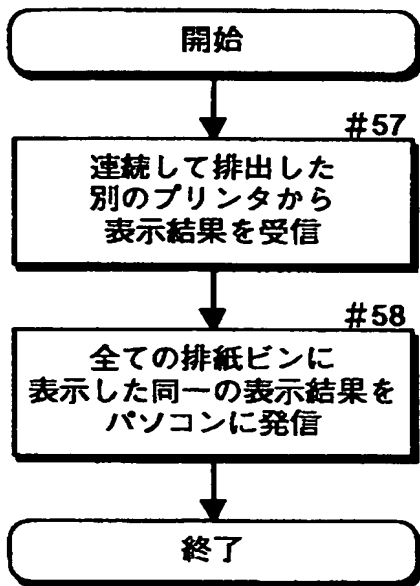 開始
#57
連続して排出した
別のプリンタから
表示結果を受信
#58
全ての排紙ビンに
表示した同一の表示結果を
パソコンに発信
終了